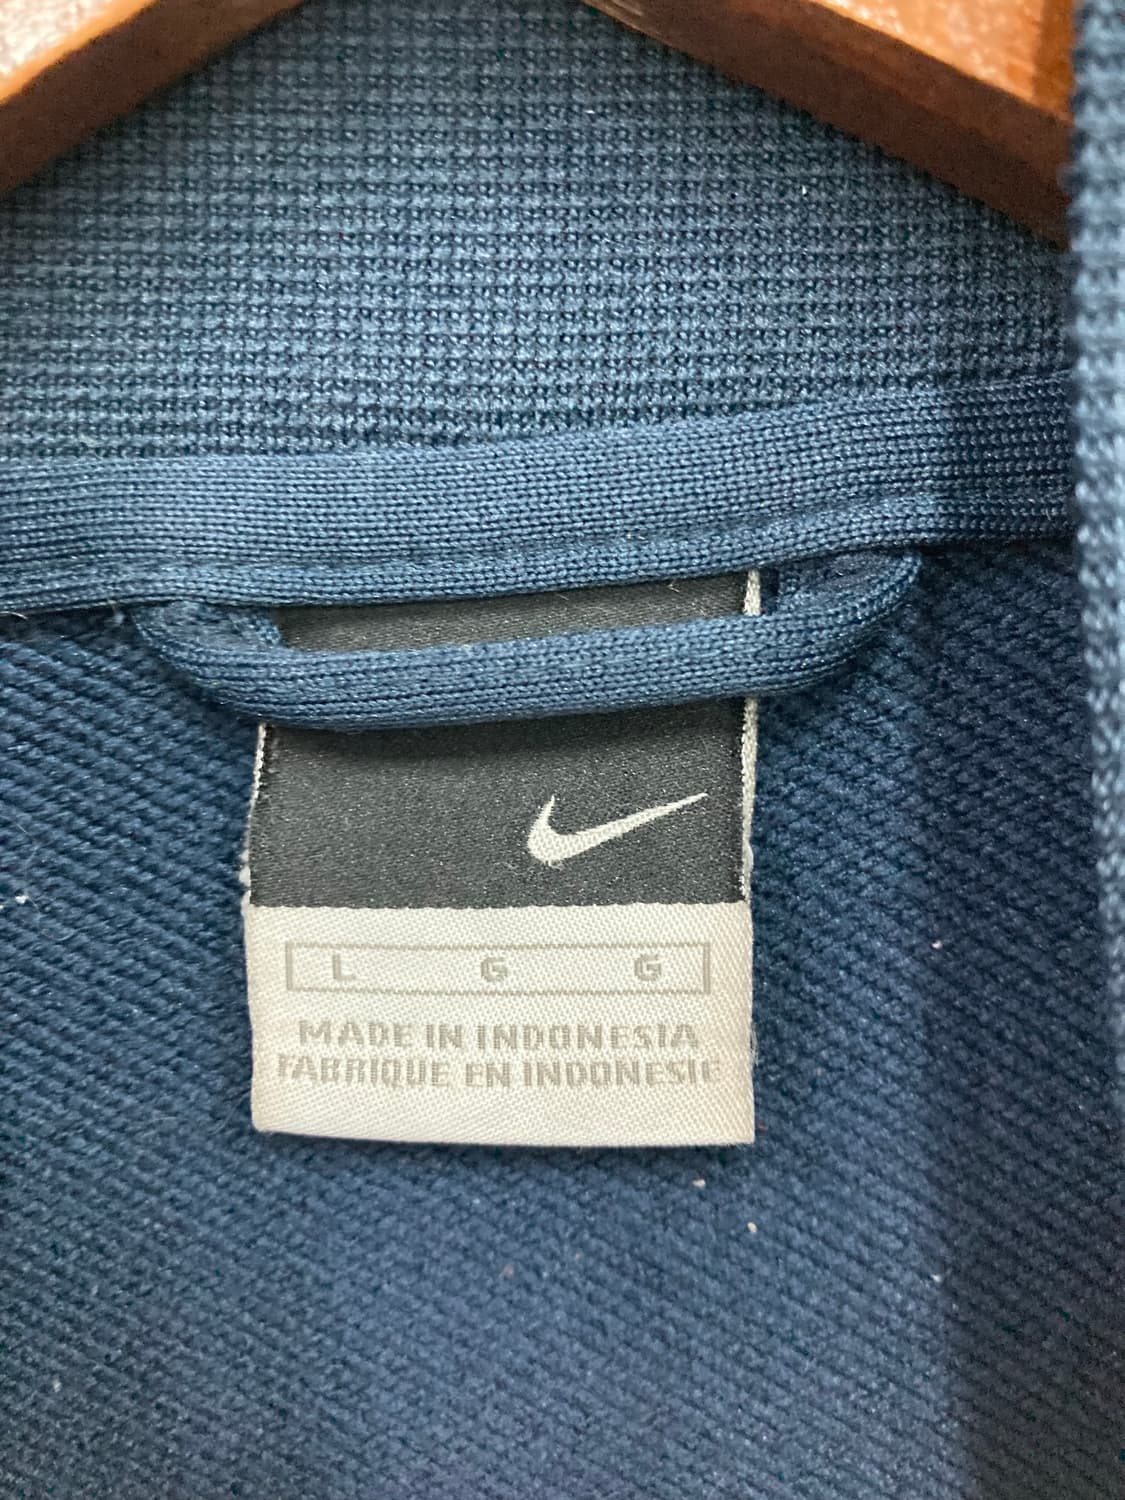 L G G
MADE IN INDONESIA
FABRIQUE EN INDONESIE